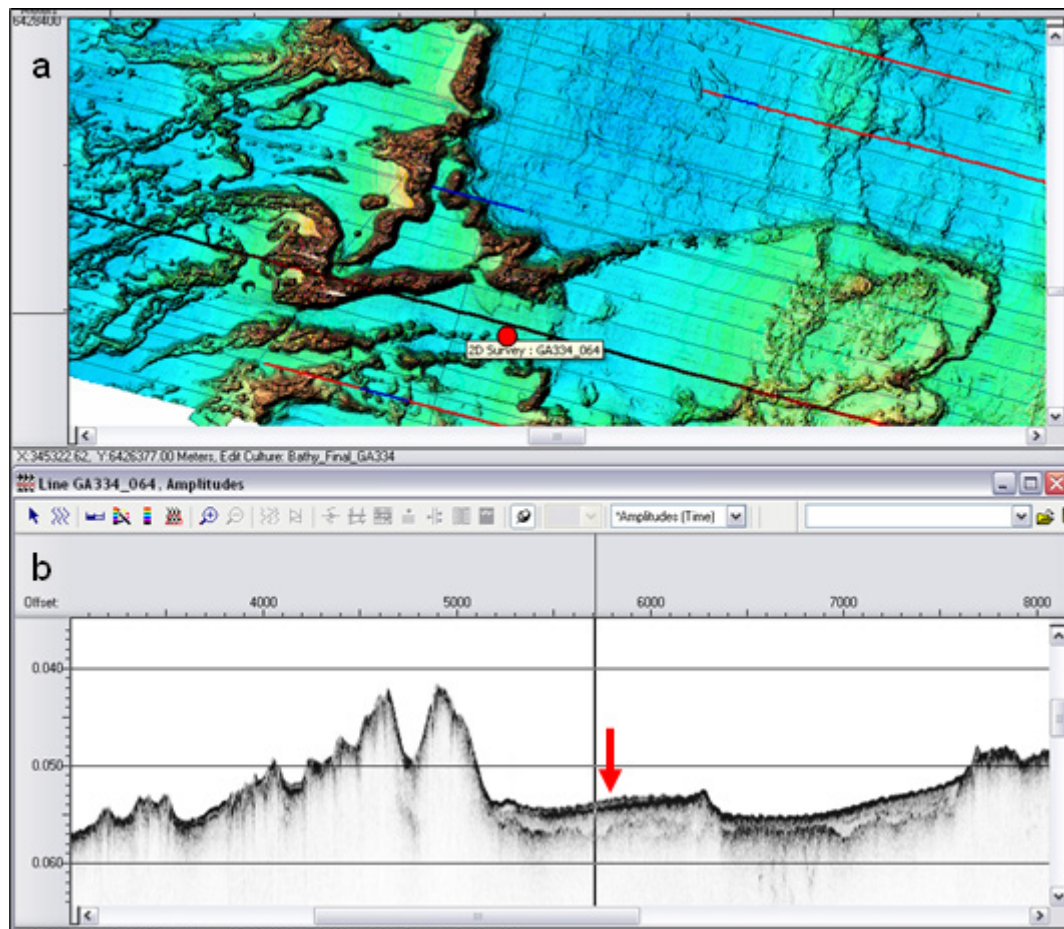 6428400
a
2D Survey : GA334_064
X:345322.62, Y:6426377.00 Meters, Edit Culture: Bathy_Final_GA334
Line GA334_064, Amplitudes
*Amplitudes (Time)
b
Offset: 4000 5000 6000 7000 8000
0.040
0.050
0.060